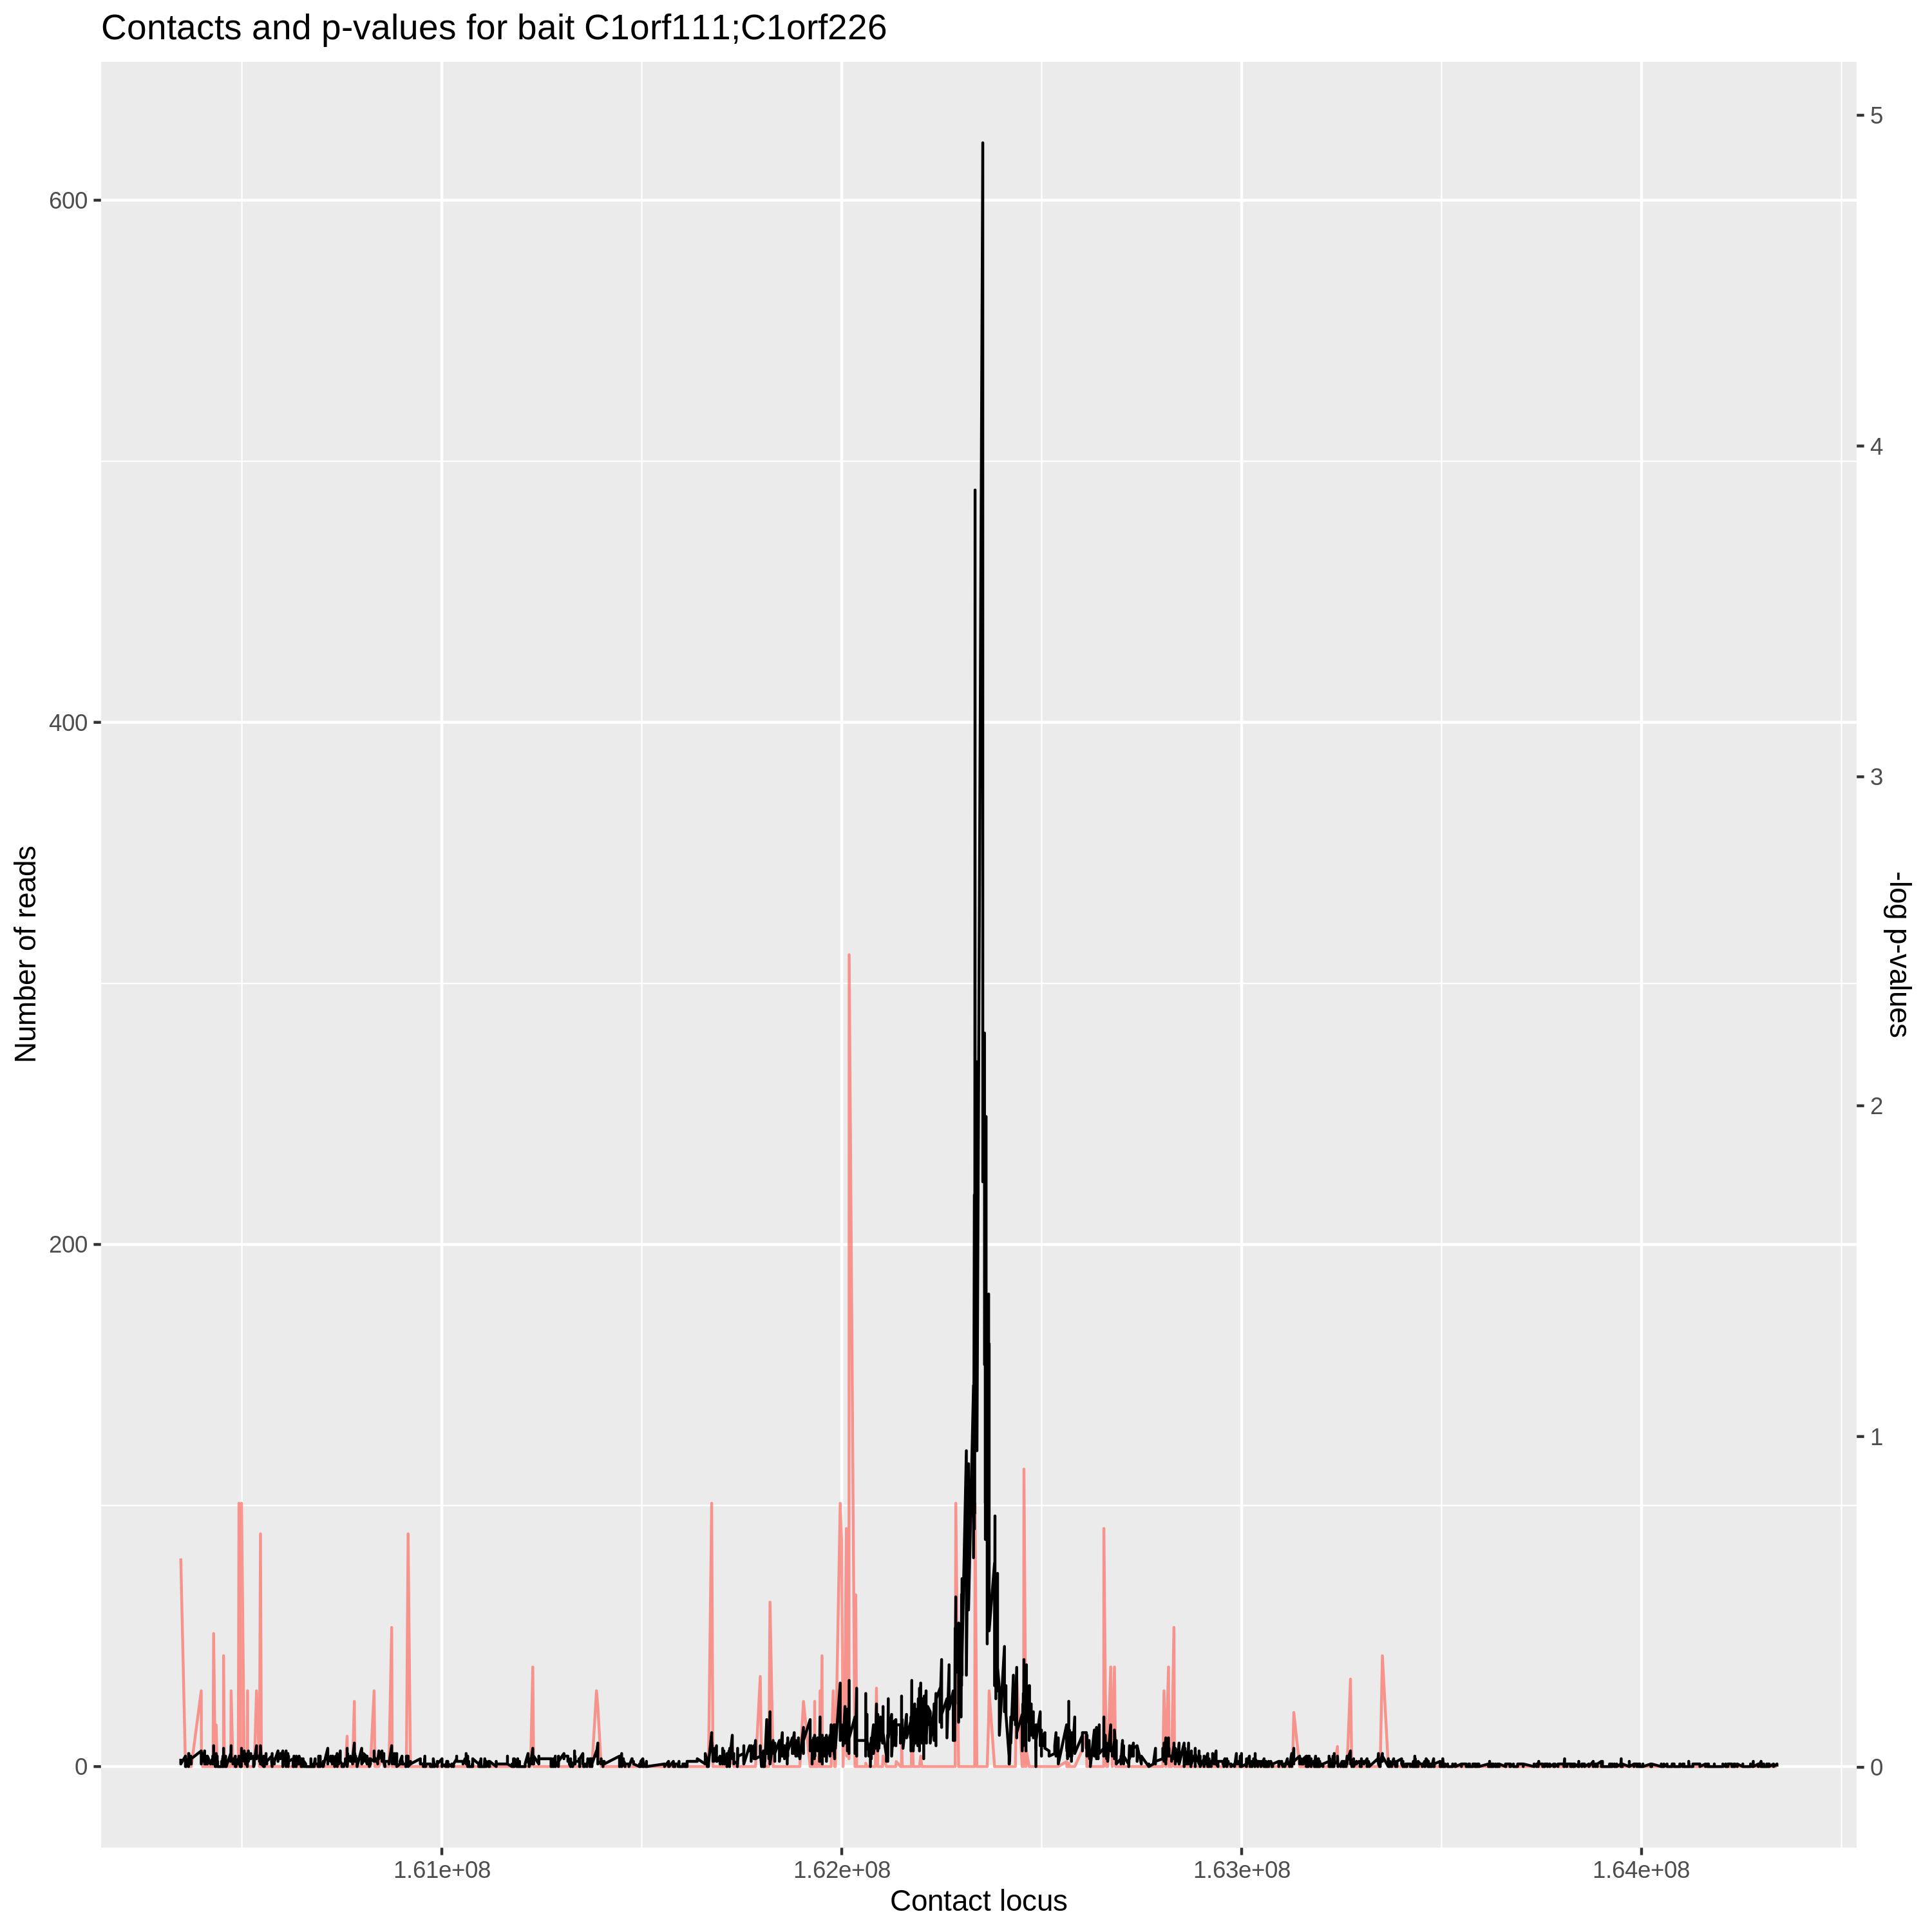 Contacts and p-values for bait C1orf111;C1orf226
600
400
200
0
Number of reads
5
4
3
2
1
0
-log p-values
1.61e+08 1.62e+08 1.63e+08 1.64e+08
Contact locus